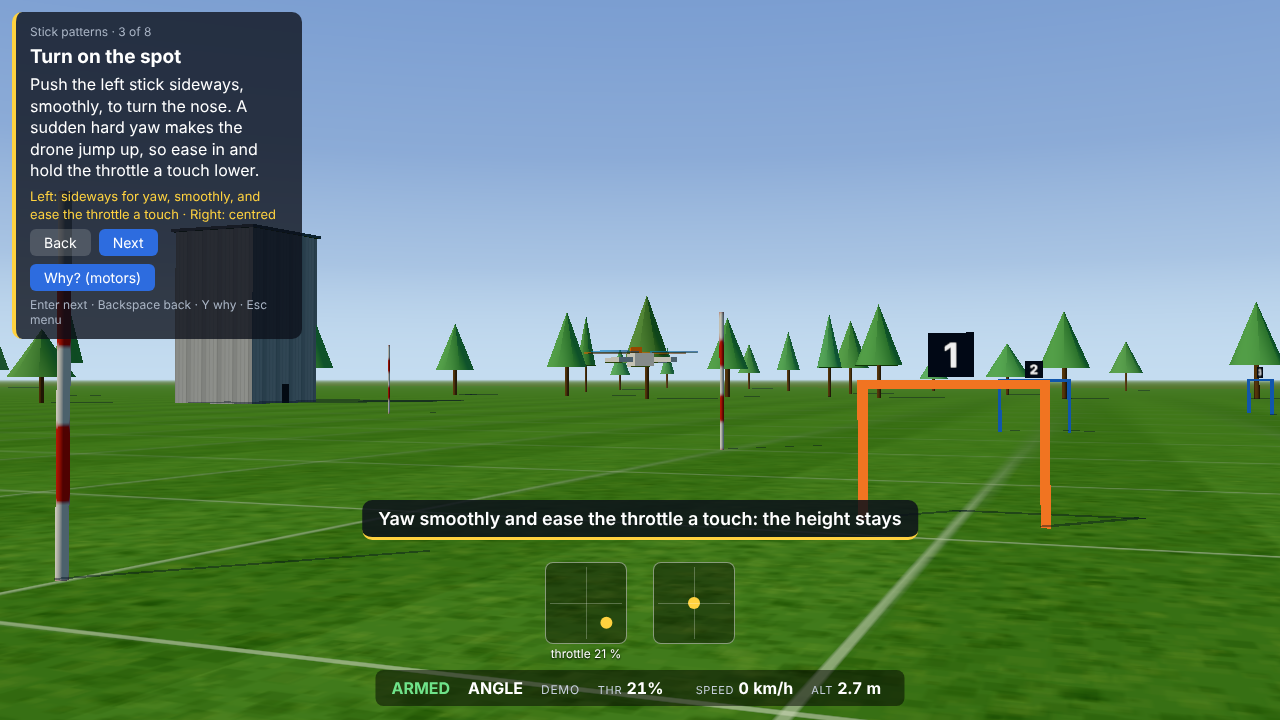 Stick patterns · 3 of 8
Turn on the spot
Push the left stick sideways,
smoothly, to turn the nose. A
sudden hard yaw makes the
drone jump up, so ease in and
hold the throttle a touch lower.
Left: sideways for yaw, smoothly, and
ease the throttle a touch · Right: centred
Back
Next
Why? (motors)
Enter next · Backspace back · Y why · Esc
menu
1
2
Yaw smoothly and ease the throttle a touch: the height stays
throttle 21 %
ARMED ANGLE DEMO THR 21% SPEED 0 km/h ALT 2.7 m